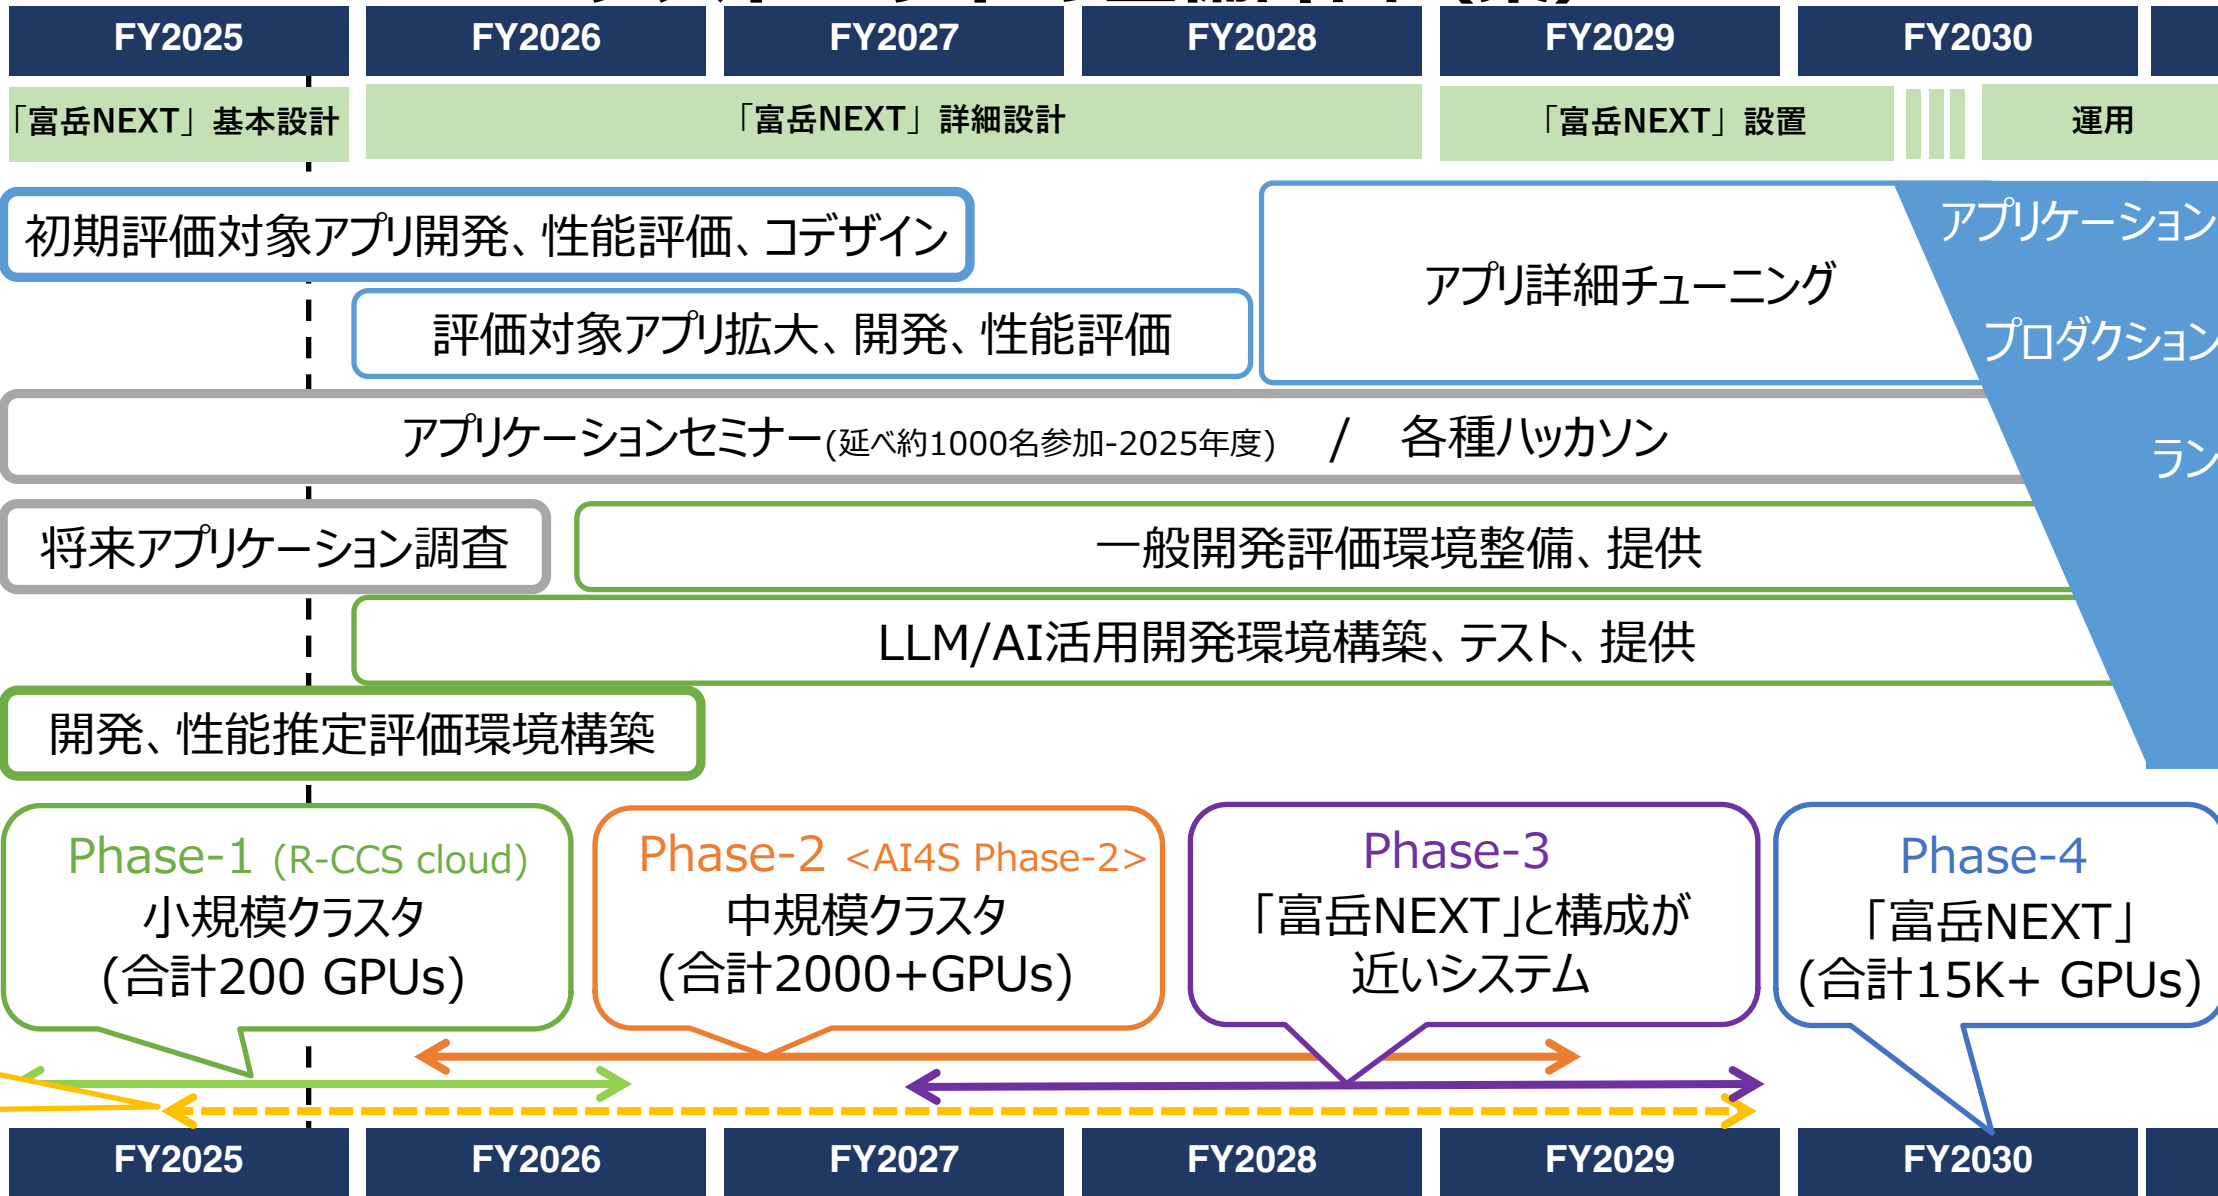 FY2025 FY2026 FY2027 FY2028 FY2029 FY2030
「富岳NEXT」基本設計 「富岳NEXT」詳細設計 「富岳NEXT」設置 運用
初期評価対象アプリ開発、性能評価、コデザイン
アプリ詳細チューニング
評価対象アプリ拡大、開発、性能評価
アプリケーション
プロダクション
ラン
アプリケーションセミナー(延べ約1000名参加-2025年度) / 各種ハッカソン
将来アプリケーション調査
一般開発評価環境整備、提供
LLM/AI活用開発環境構築、テスト、提供
開発、性能推定評価環境構築
Phase-1 (R-CCS cloud)
小規模クラスタ
(合計200 GPUs)
Phase-2 <AI4S Phase-2>
中規模クラスタ
(合計2000+GPUs)
Phase-3
「富岳NEXT」と構成が
近いシステム
Phase-4
「富岳NEXT」
(合計15K+ GPUs)
FY2025 FY2026 FY2027 FY2028 FY2029 FY2030